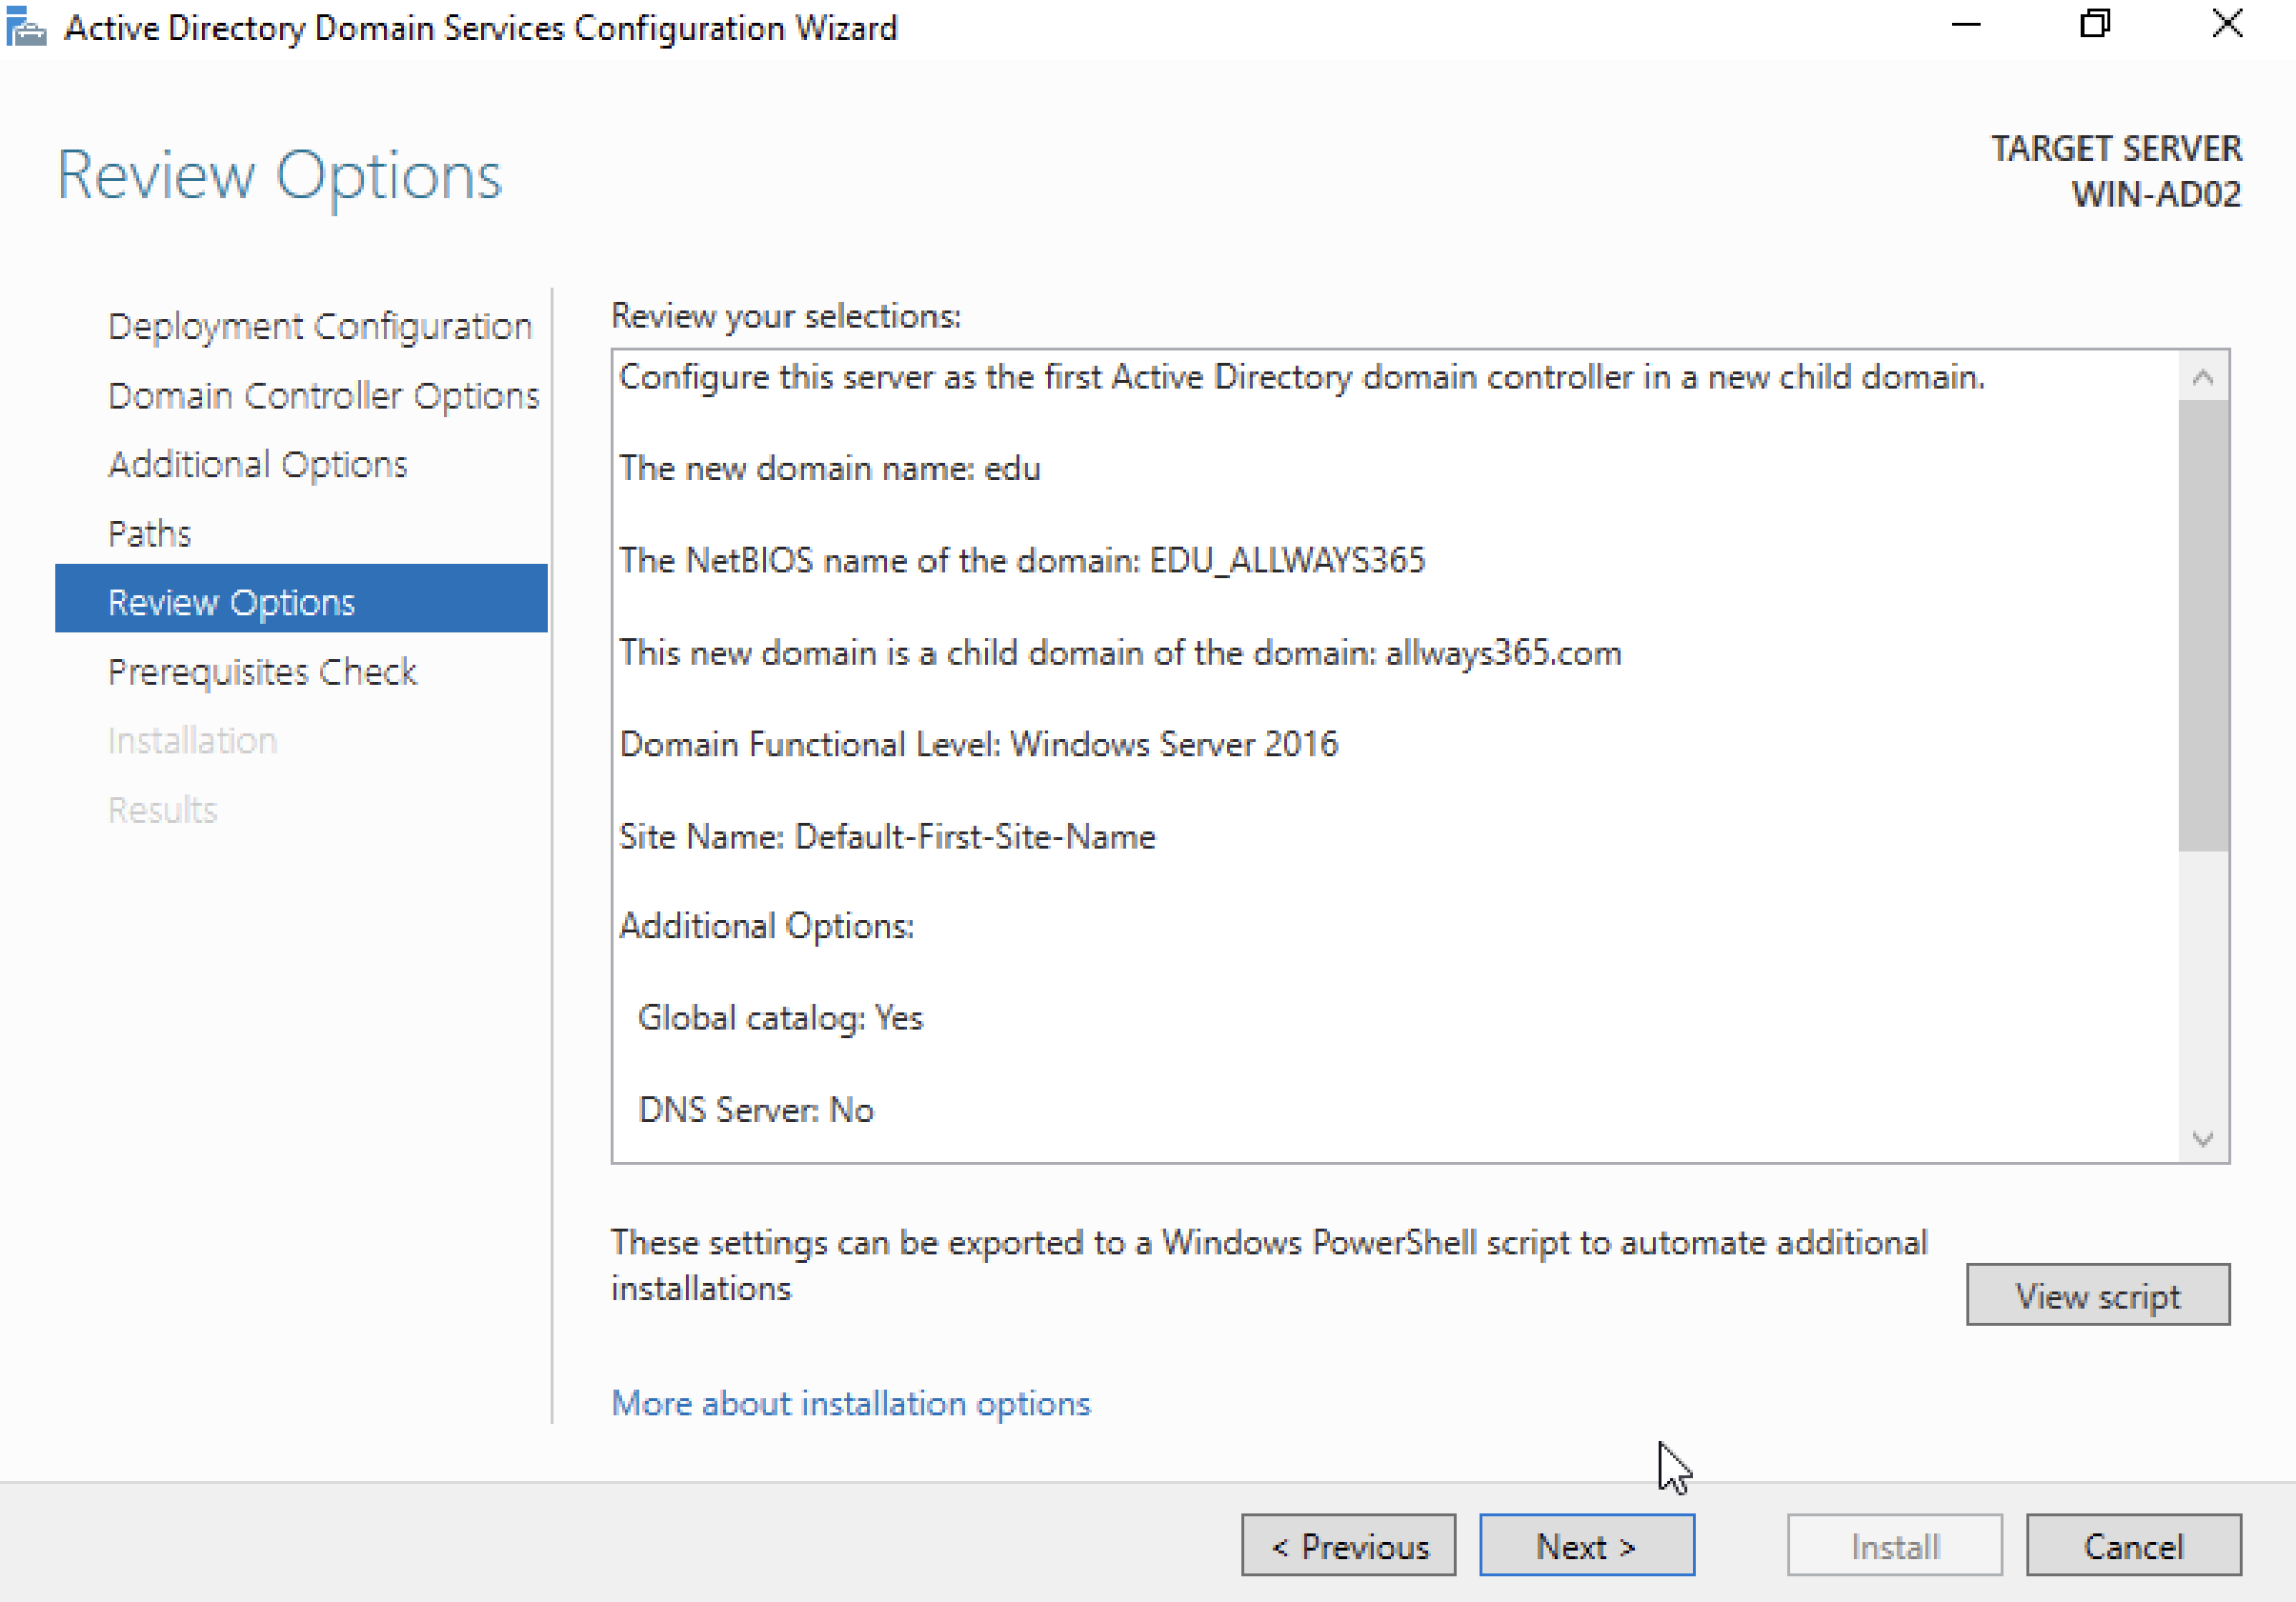 Active Directory Domain Services Configuration Wizard
Review Options
TARGET SERVER
WIN-AD02
Deployment Configuration
Domain Controller Options
Additional Options
Paths
Review Options
Prerequisites Check
Installation
Results
Review your selections:
Configure this server as the first Active Directory domain controller in a new child domain.
The new domain name: edu
The NetBIOS name of the domain: EDU_ALLWAYS365
This new domain is a child domain of the domain: allways365.com
Domain Functional Level: Windows Server 2016
Site Name: Default-First-Site-Name
Additional Options:
Global catalog: Yes
DNS Server: No
These settings can be exported to a Windows PowerShell script to automate additional
installations
View script
More about installation options
< Previous
Next >
Install
Cancel